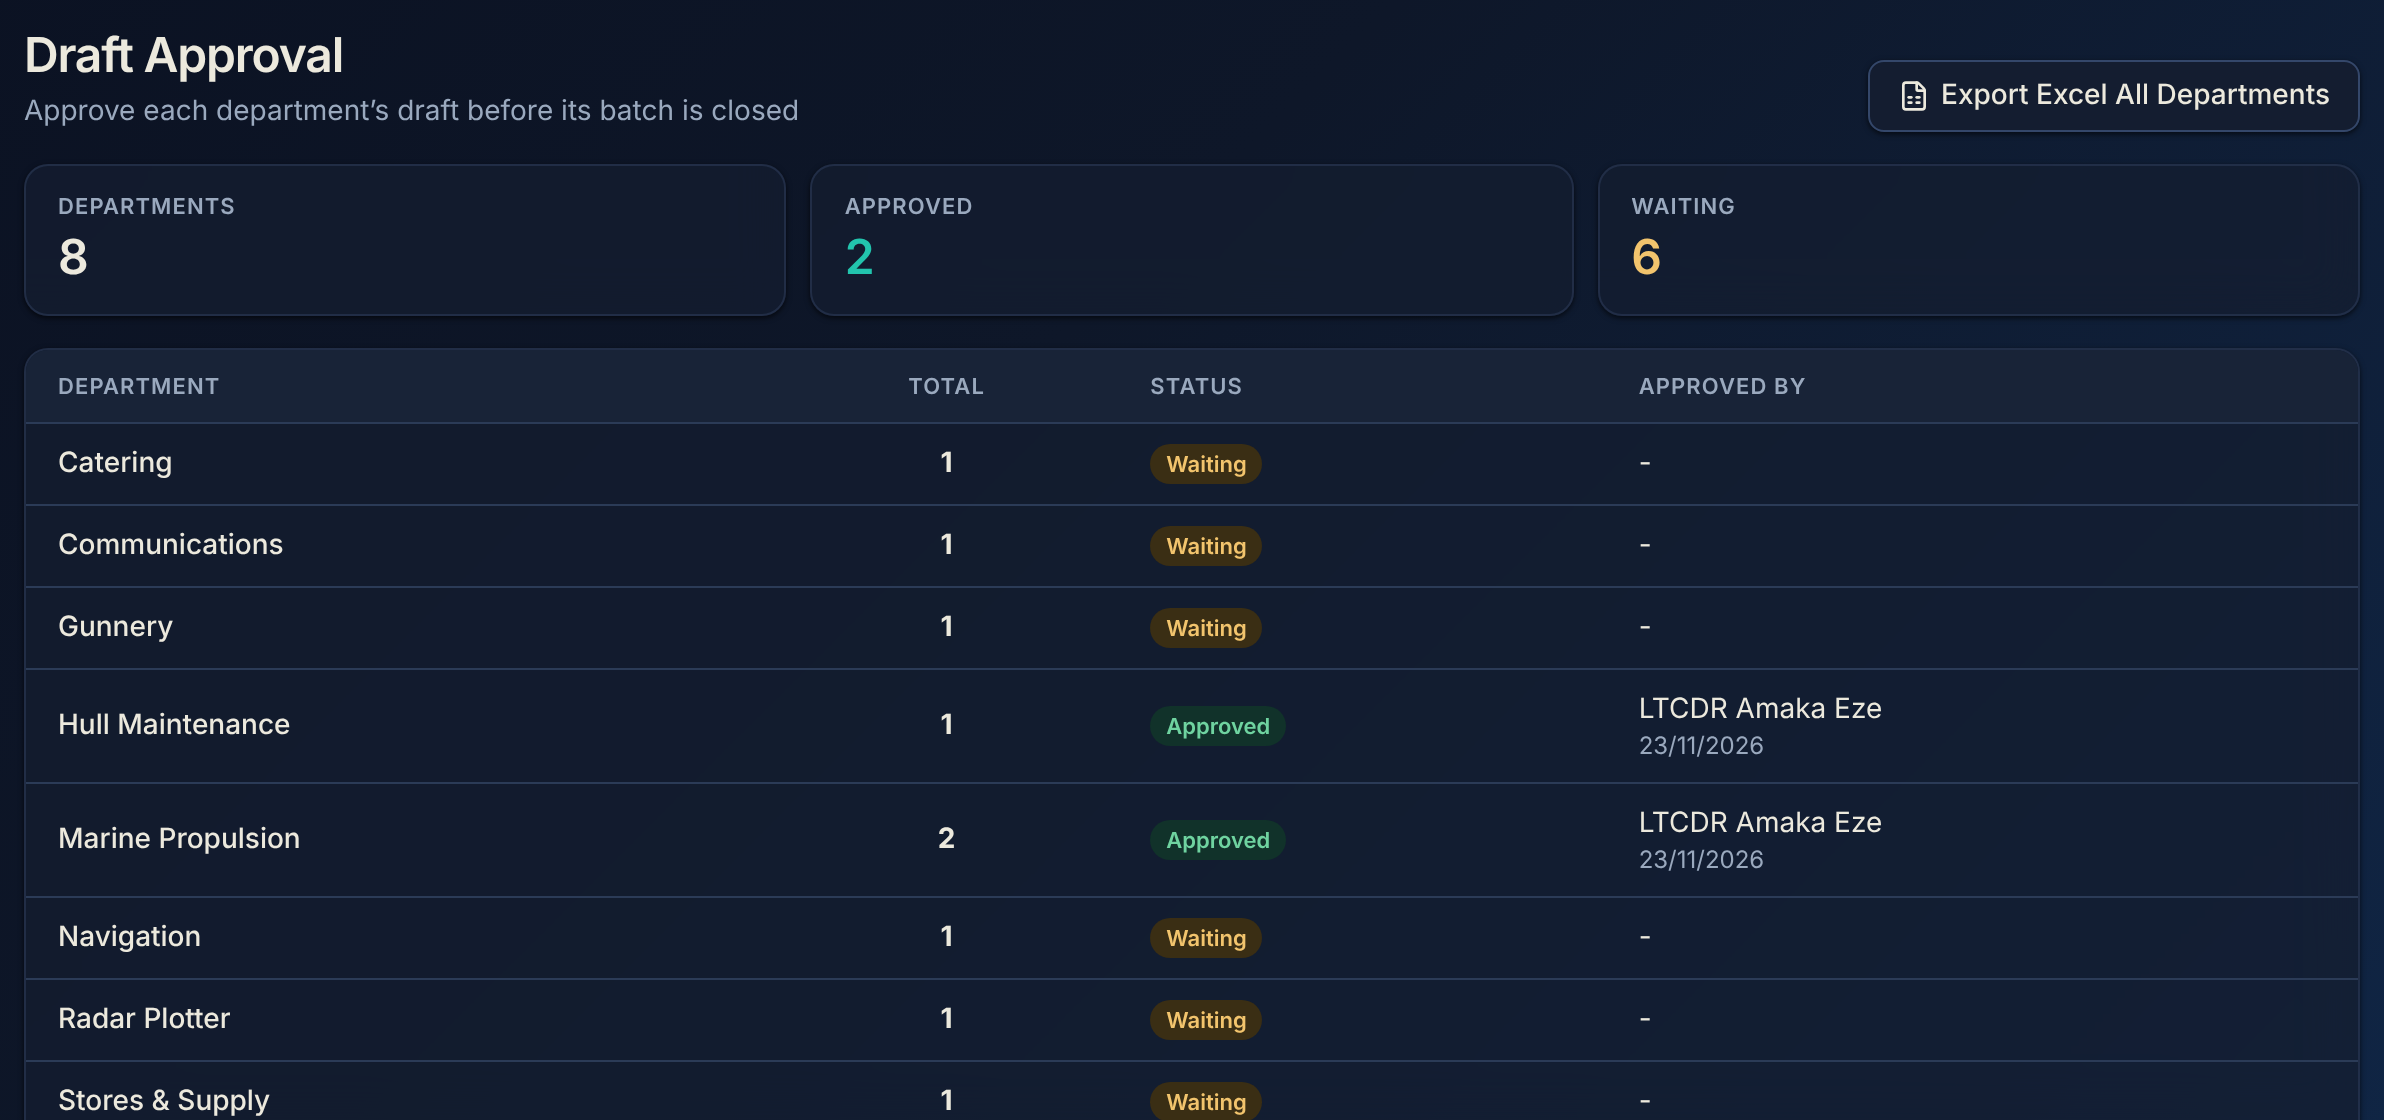 Draft Approval
Approve each department’s draft before its batch is closed
Export Excel All Departments
DEPARTMENTS
8
APPROVED
2
WAITING
6
DEPARTMENT TOTAL STATUS APPROVED BY
Catering 1 Waiting -
Communications 1 Waiting -
Gunnery 1 Waiting -
Hull Maintenance 1 Approved LTCDR Amaka Eze
23/11/2026
Marine Propulsion 2 Approved LTCDR Amaka Eze
23/11/2026
Navigation 1 Waiting -
Radar Plotter 1 Waiting -
Stores & Supply 1 Waiting -